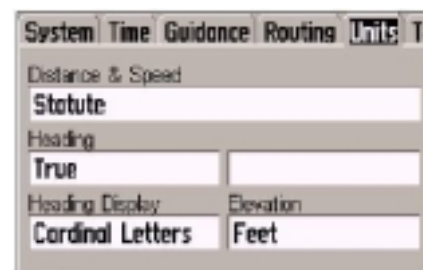 System Time Guidance Routing Units T
Distance & Speed
Statute
Heading
True
Heading Display Elevation
Cardinal Letters Feet